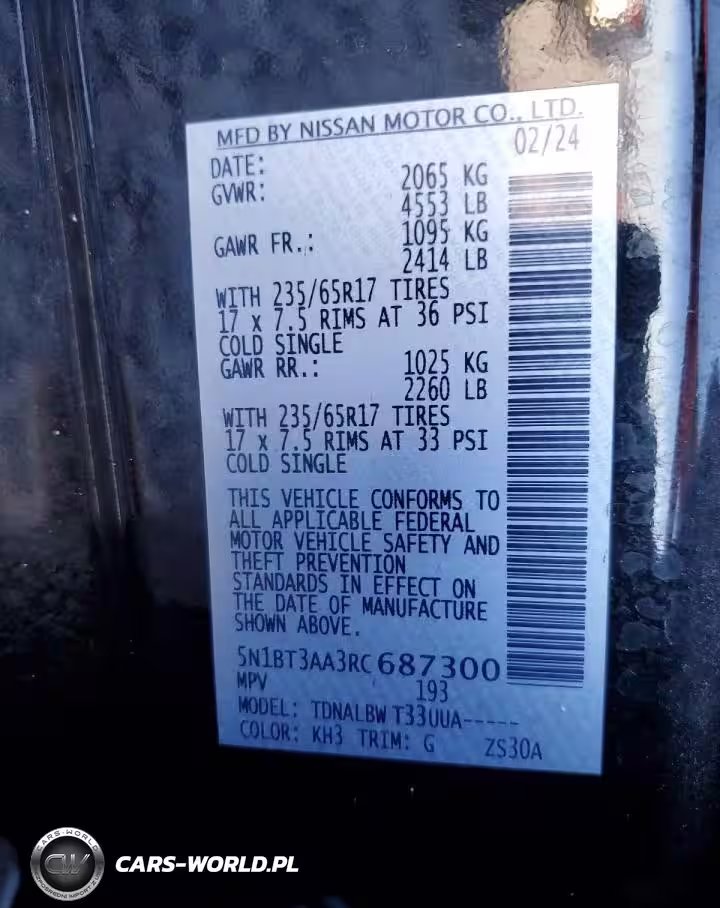 MFD BY NISSAN MOTOR CO., LTD.
DATE: 02/24
GVWR: 2065 KG
4553 LB
GAWR FR.: 1095 KG
2414 LB
WITH 235/65R17 TIRES
17 x 7.5 RIMS AT 36 PSI
COLD SINGLE
GAWR RR.: 1025 KG
2260 LB
WITH 235/65R17 TIRES
17 x 7.5 RIMS AT 33 PSI
COLD SINGLE
THIS VEHICLE CONFORMS TO
ALL APPLICABLE FEDERAL
MOTOR VEHICLE SAFETY AND
THEFT PREVENTION
STANDARDS IN EFFECT ON
THE DATE OF MANUFACTURE
SHOWN ABOVE.
5N1BT3AA3RC687300
MPV 193
MODEL: TDNALBW T33UUA-----
COLOR: KH3 TRIM: G ZS30A
CARS-WORLD
CW
CARS-WORLD.PL